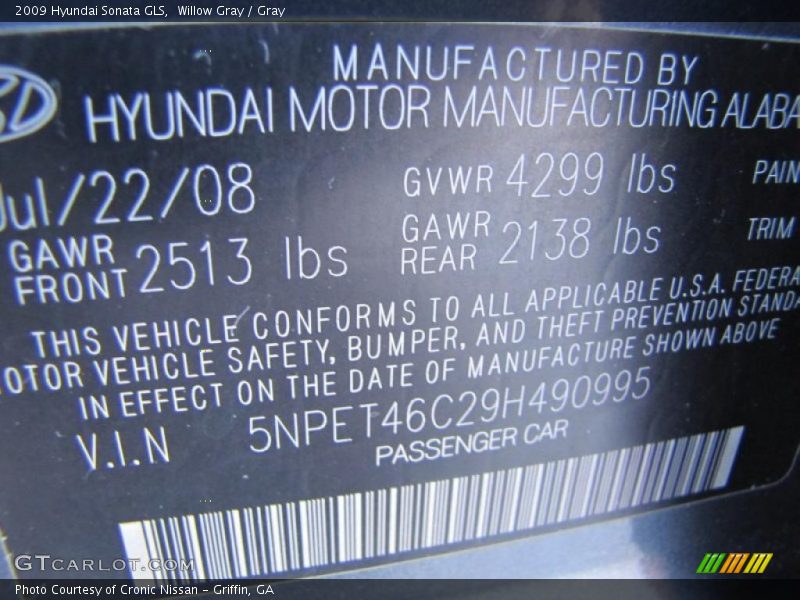 2009 Hyundai Sonata GLS, Willow Gray / Gray
MANUFACTURED BY
HYUNDAI MOTOR MANUFACTURING ALABA
Jul/22/08 GVWR 4299 lbs PAIN
GAWR FRONT 2513 lbs GAWR REAR 2138 lbs TRIM
THIS VEHICLE CONFORMS TO ALL APPLICABLE U.S.A. FEDERA
OTOR VEHICLE SAFETY, BUMPER, AND THEFT PREVENTION STANDA
IN EFFECT ON THE DATE OF MANUFACTURE SHOWN ABOVE
V.I.N 5NPET46C29H490995
PASSENGER CAR
GTCARLOT.COM
Photo Courtesy of Cronic Nissan - Griffin, GA